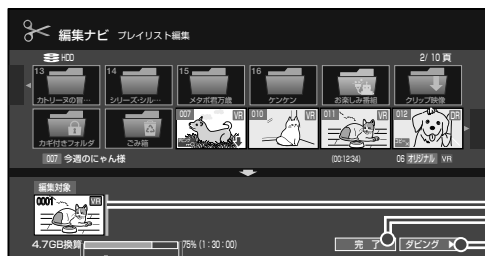 編集ナビ プレイリスト編集
HDD 2/10 頁
13 14 15 16
カトリーヌの冒… シリーズ・シル… メタボ君万歳 ケンケン お楽しみ番組 クリップ映像
007 VR 010 VR 011 VR 012 DR
カギ付きフォルダ ごみ箱
007 今週のにゃん様 (00:12:34) 06 オリジナル VR
編集対象
0001 VR
4.7GB換算 75% (1:30:00) 完了 ダビング